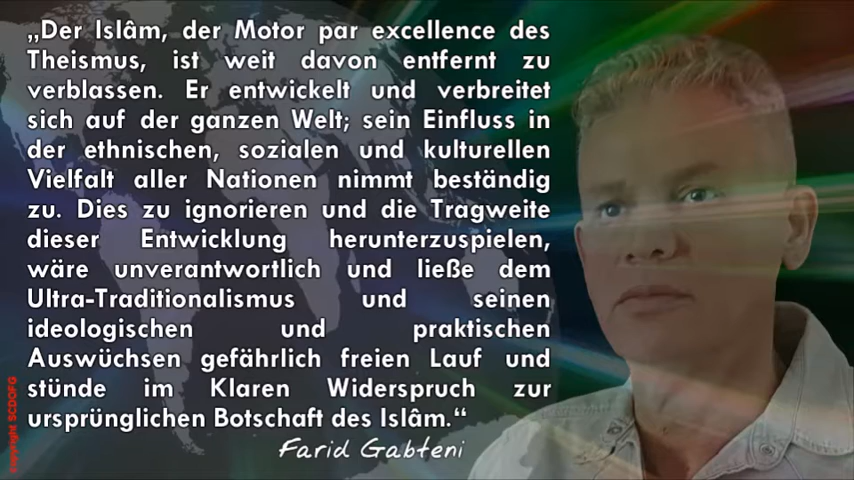 „Der Islâm, der Motor par excellence des
Theismus, ist weit davon entfernt zu
verblassen. Er entwickelt und verbreitet
sich auf der ganzen Welt; sein Einfluss in
der ethnischen, sozialen und kulturellen
Vielfalt aller Nationen nimmt beständig
zu. Dies zu ignorieren und die Tragweite
dieser Entwicklung herunterzuspielen,
wäre unverantwortlich und ließe dem
Ultra-Traditionalismus und seinen
ideologischen und praktischen
Auswüchsen gefährlich freien Lauf und
stünde im Klaren Widerspruch zur
ursprünglichen Botschaft des Islâm.“
Farid Gabteni
Copyright SCDOFG